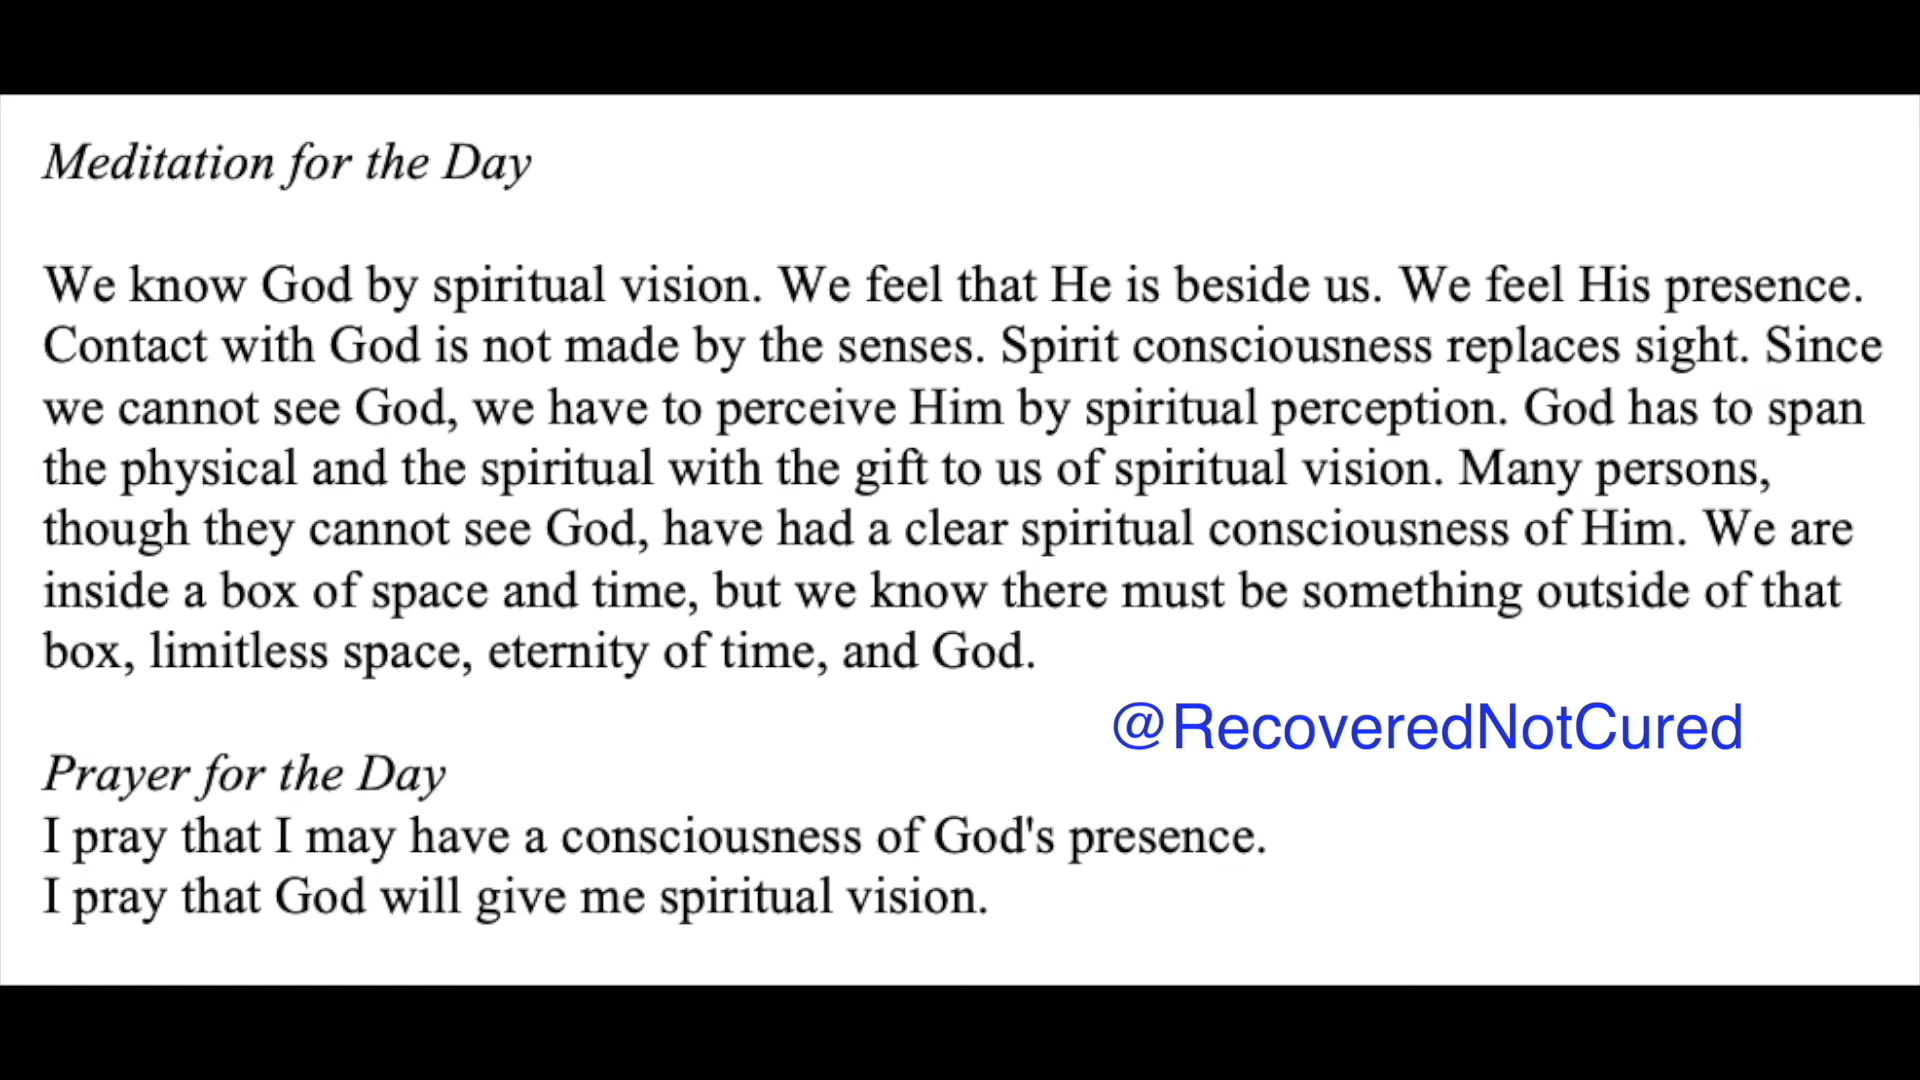 Meditation for the Day
We know God by spiritual vision. We feel that He is beside us. We feel His presence.
Contact with God is not made by the senses. Spirit consciousness replaces sight. Since
we cannot see God, we have to perceive Him by spiritual perception. God has to span
the physical and the spiritual with the gift to us of spiritual vision. Many persons,
though they cannot see God, have had a clear spiritual consciousness of Him. We are
inside a box of space and time, but we know there must be something outside of that
box, limitless space, eternity of time, and God.
@RecoveredNotCured
Prayer for the Day
I pray that I may have a consciousness of God's presence.
I pray that God will give me spiritual vision.